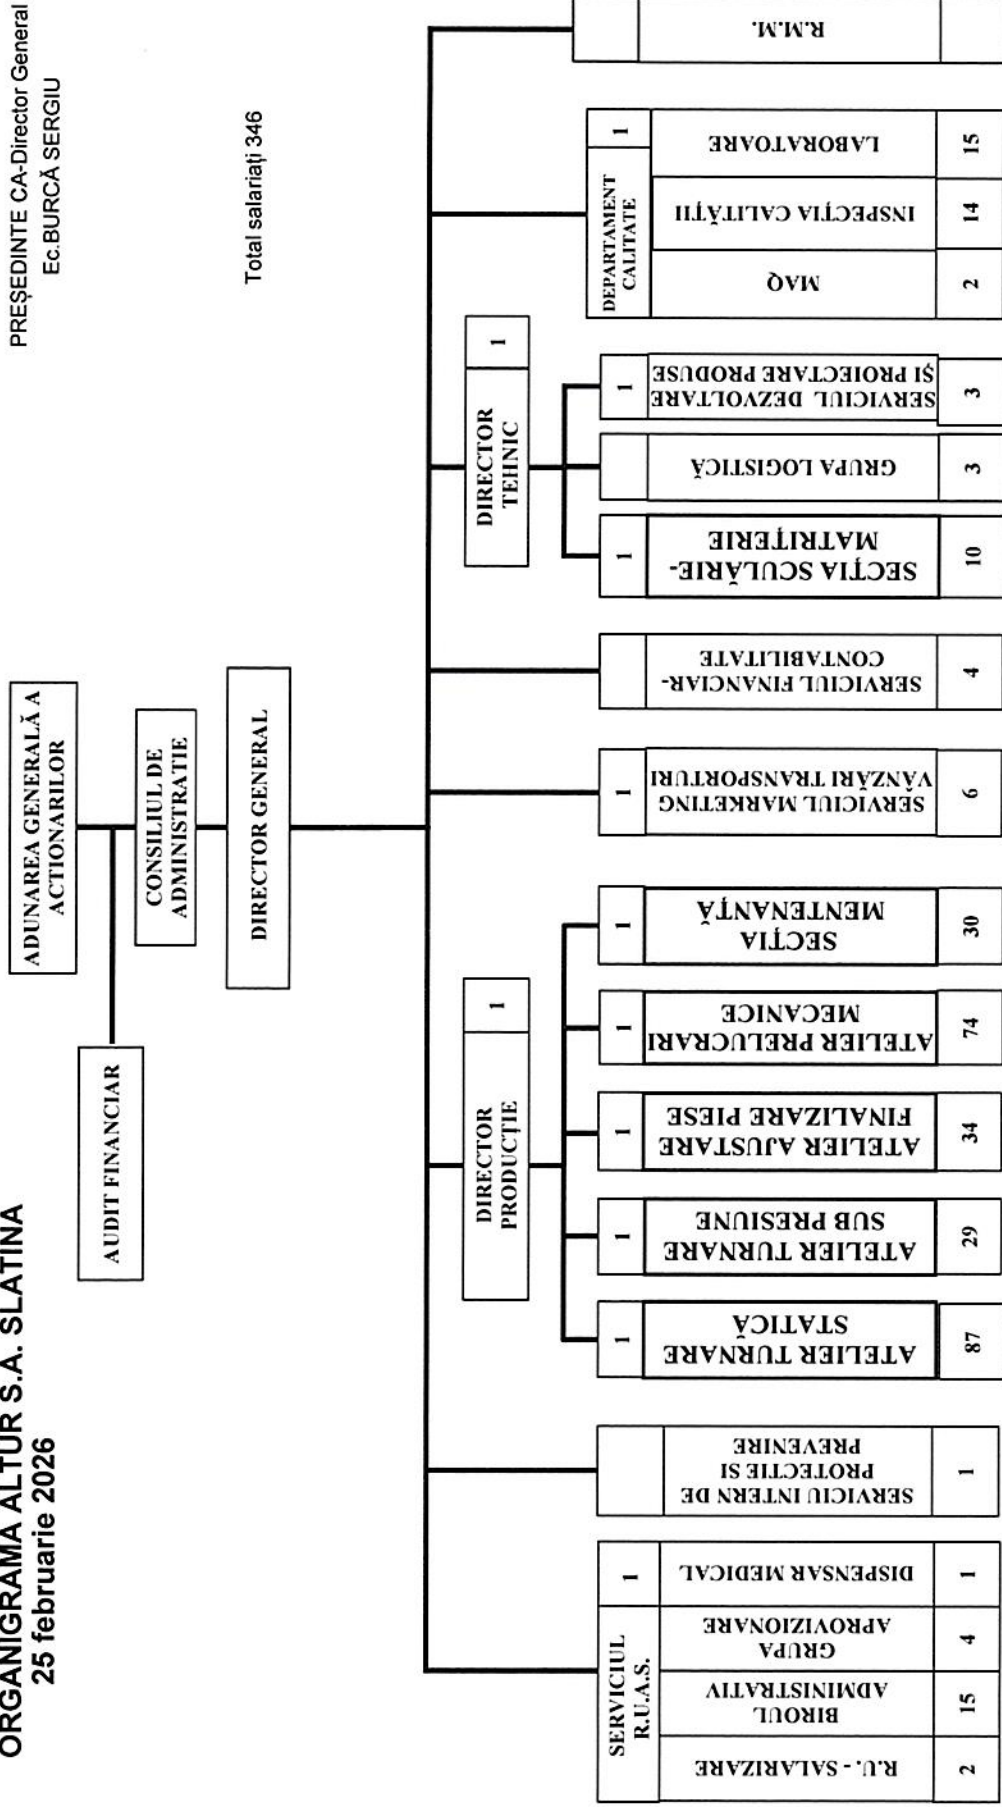 ORGANIGRAMA ALTUR S.A. SLATINA
25 februarie 2026
PREȘEDINTE CA-Director General
Ec.BURCĂ SERGIU
Total salariați 346
ADUNAREA GENERALĂ A
ACTIONARILOR
AUDIT FINANCIAR
CONSILIUL DE
ADMINISTRATIE
DIRECTOR GENERAL
DIRECTOR
PRODUCȚIE
1
DIRECTOR
TEHNIC
1
SERVICIUL
R.U.A.S.
1
R.U. - SALARIZARE
2
BIROUL
ADMINISTRATIV
15
GRUPA
APROVIZIONARE
4
DISPENSAR MEDICAL
1
SERVICIU INTERN DE
PROTECTIE SI
PREVENIRE
1
1
ATELIER TURNARE
STATICĂ
87
1
ATELIER TURNARE
SUB PRESIUNE
29
1
ATELIER AJUSTARE
FINALIZARE PIESE
34
1
ATELIER PRELUCRARI
MECANICE
74
1
SECȚIA
MENTENANȚĂ
30
1
SERVICIUL MARKETING
VÂNZĂRI TRANSPORTURI
6
SERVICIUL FINANCIAR-
CONTABILITATE
4
1
SECȚIA SCULĂRIE-
MATRIȚERIE
10
GRUPA LOGISTICĂ
3
1
SERVICIUL DEZVOLTARE
ȘI PROIECTARE PRODUSE
3
DEPARTAMENT
CALITATE
1
MAQ
2
INSPECȚIA CALITĂȚII
14
LABORATOARE
15
R.M.M.